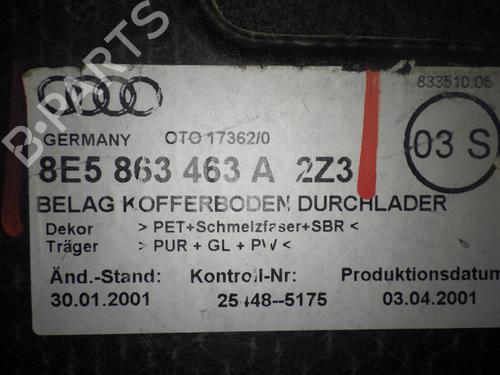 B-PARTS
833510.05
GERMANY OTO 17362/0
03 S
8E5 863 463 A 2Z3
BELAG KOFFERBODEN DURCHLADER
Dekor > PET+Schmelzfaser+SBR <
Träger > PUR + GL + PW <
Änd.-Stand: Kontroll-Nr: Produktionsdatum
30.01.2001 25448--5175 03.04.2001